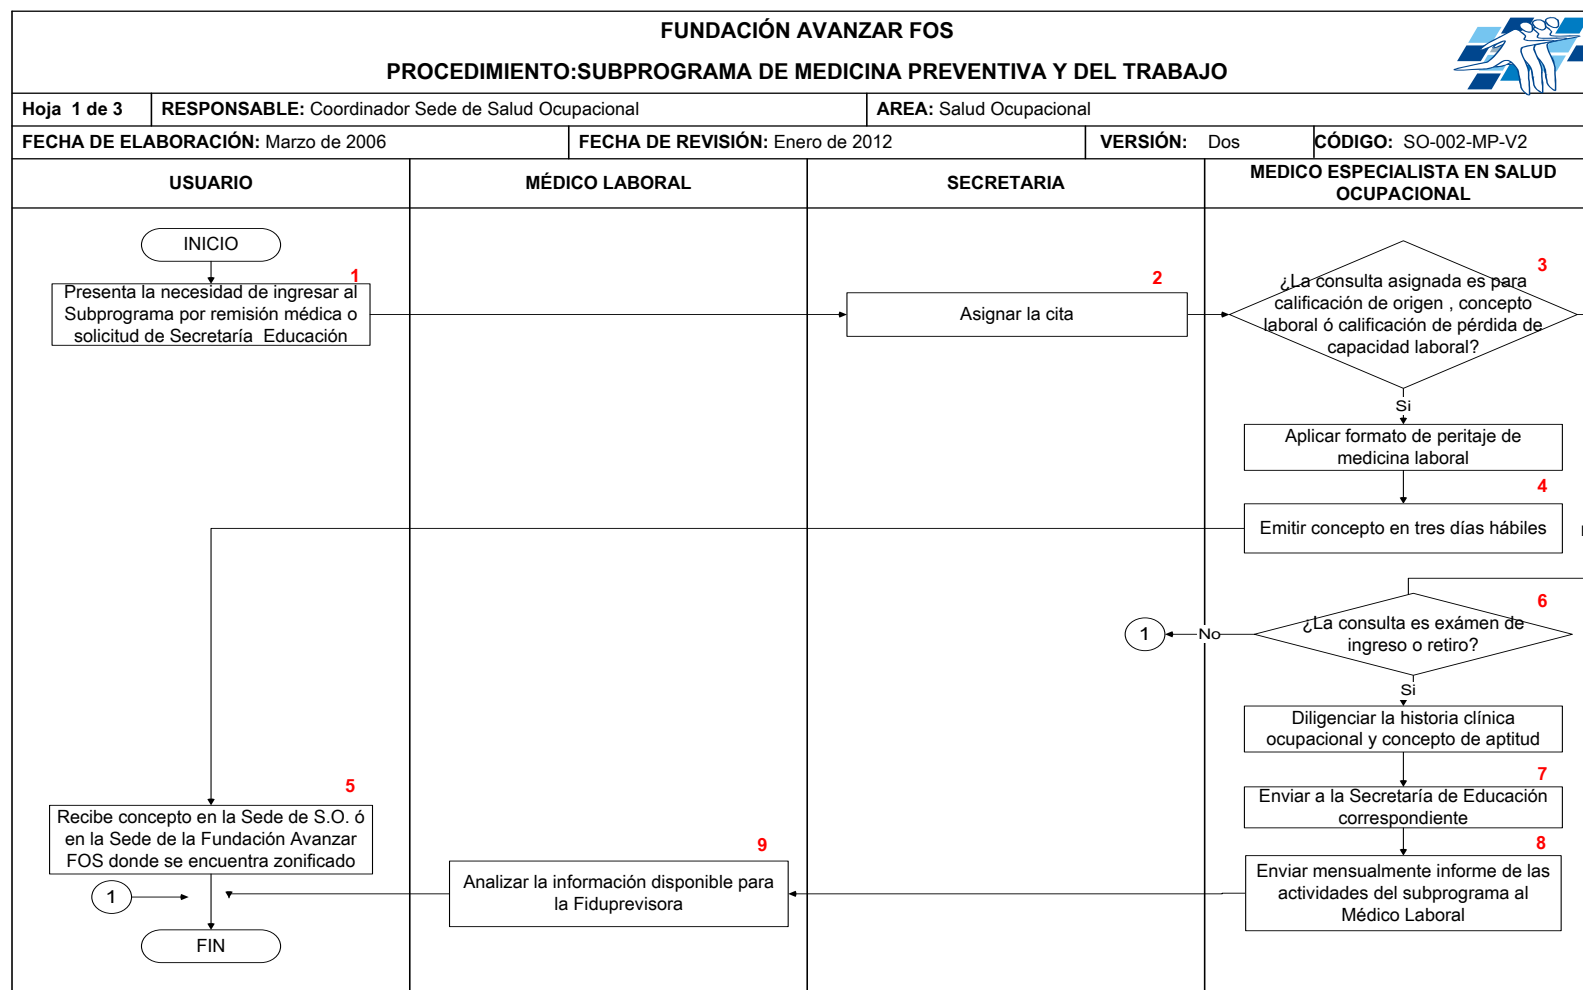 FUNDACIÓN AVANZAR FOS
PROCEDIMIENTO:SUBPROGRAMA DE MEDICINA PREVENTIVA Y DEL TRABAJO
Hoja 1 de 3
RESPONSABLE: Coordinador Sede de Salud Ocupacional
AREA: Salud Ocupacional
FECHA DE ELABORACIÓN: Marzo de 2006
FECHA DE REVISIÓN: Enero de 2012
VERSIÓN: Dos
CÓDIGO: SO-002-MP-V2
USUARIO
MÉDICO LABORAL
SECRETARIA
MEDICO ESPECIALISTA EN SALUD
OCUPACIONAL
INICIO
1
Presenta la necesidad de ingresar al
Subprograma por remisión médica o
solicitud de Secretaría Educación
2
Asignar la cita
3
¿La consulta asignada es para
calificación de origen , concepto
laboral ó calificación de pérdida de
capacidad laboral?
Si
Aplicar formato de peritaje de
medicina laboral
4
Emitir concepto en tres días hábiles
6
¿La consulta es exámen de
ingreso o retiro?
No
1
Si
Diligenciar la historia clínica
ocupacional y concepto de aptitud
7
Enviar a la Secretaría de Educación
correspondiente
8
Enviar mensualmente informe de las
actividades del subprograma al
Médico Laboral
9
Analizar la información disponible para
la Fiduprevisora
5
Recibe concepto en la Sede de S.O. ó
en la Sede de la Fundación Avanzar
FOS donde se encuentra zonificado
1
FIN